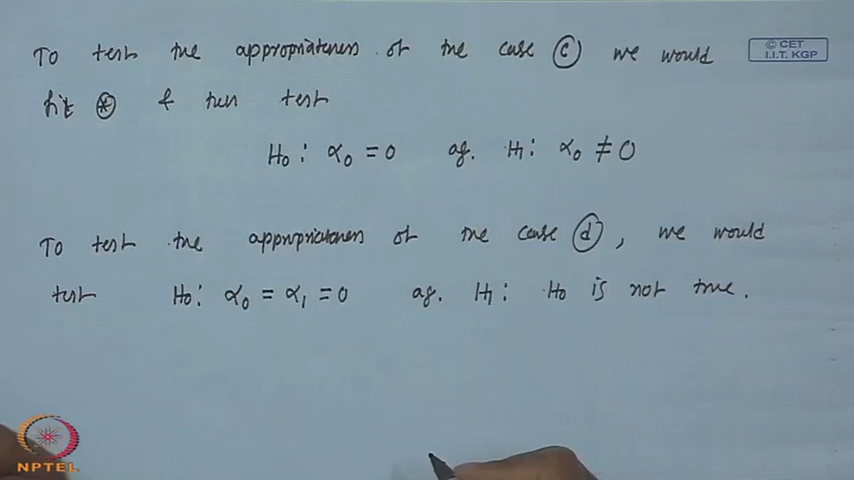 To test the appropriateness of the case ⓒ we would
fit ⊛ & then test
H₀ : α₀ = 0 ag. H₁ : α₀ ≠ 0
To test the appropriateness of the case ⓓ, we would
test H₀ : α₀ = α₁ = 0 ag. H₁ : H₀ is not true.
© CET
I.I.T. KGP
NPTEL